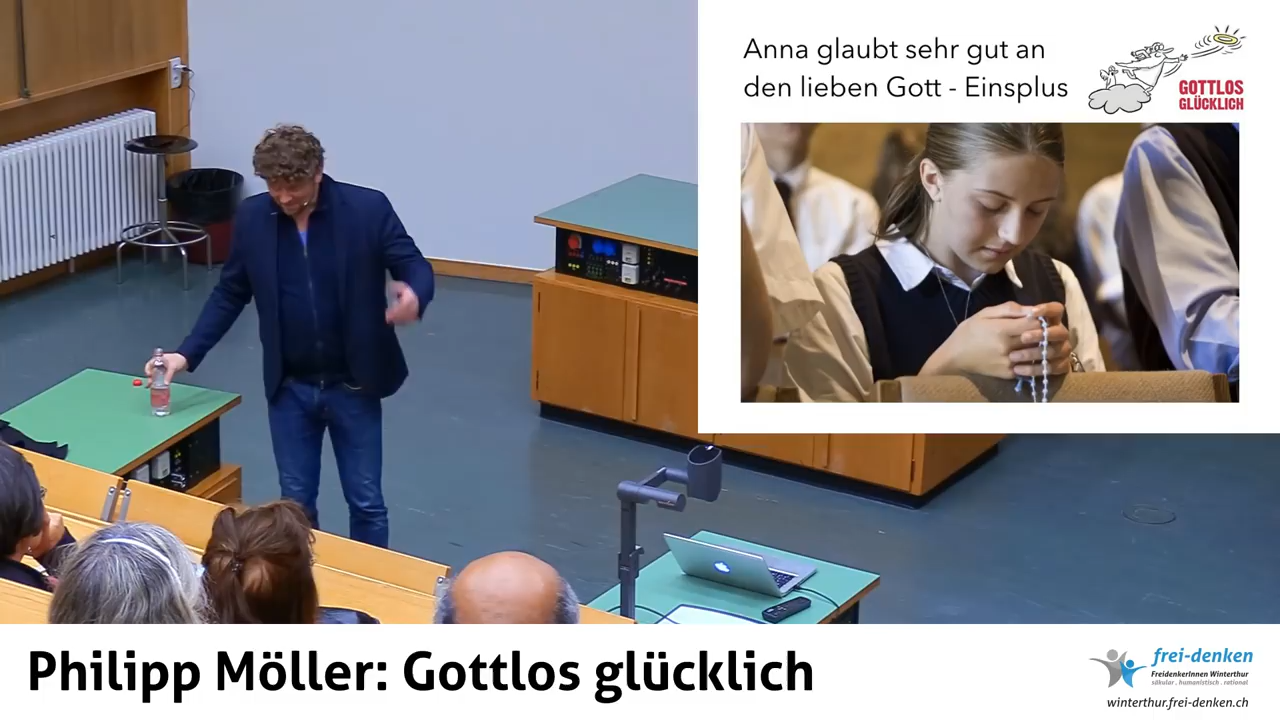 Anna glaubt sehr gut an
den lieben Gott - Einsplus
GOTTLOS
GLÜCKLICH
Philipp Möller: Gottlos glücklich
frei-denken
FreidenkerInnen Winterthur
säkular . humanistisch . rational
winterthur.frei-denken.ch